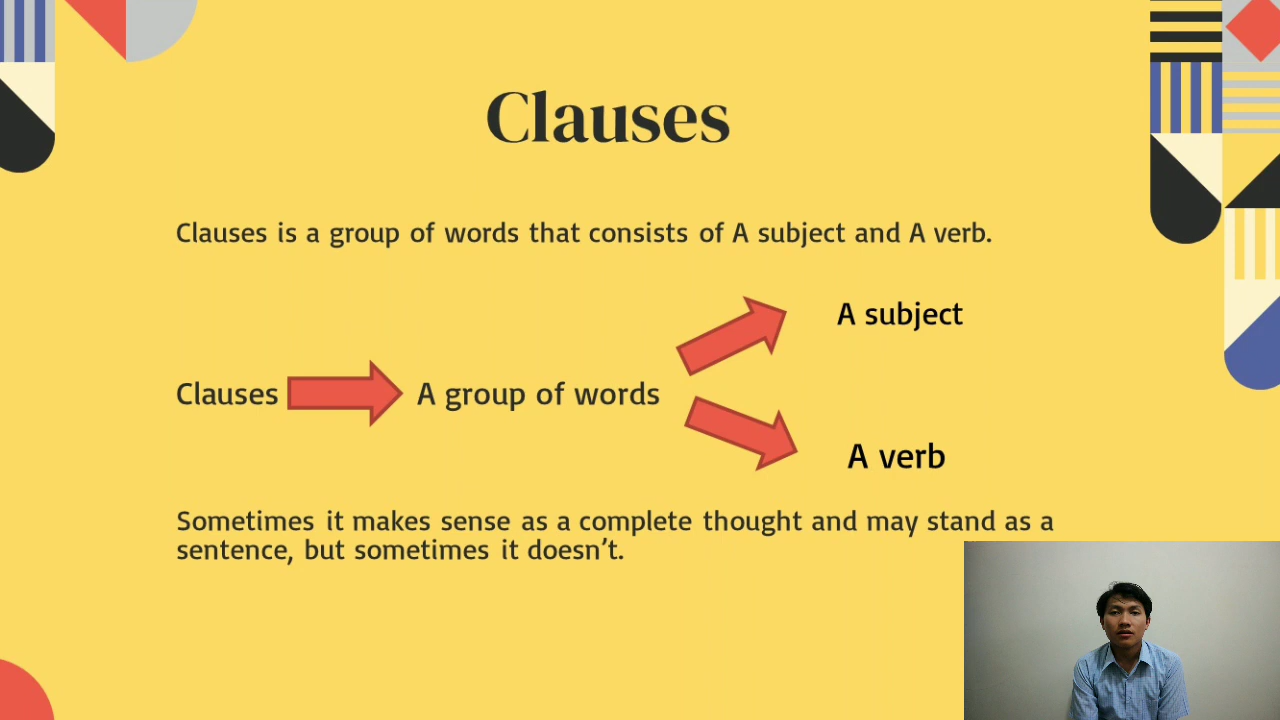 Clauses
Clauses is a group of words that consists of A subject and A verb.
A subject
Clauses
A group of words
A verb
Sometimes it makes sense as a complete thought and may stand as a
sentence, but sometimes it doesn’t.